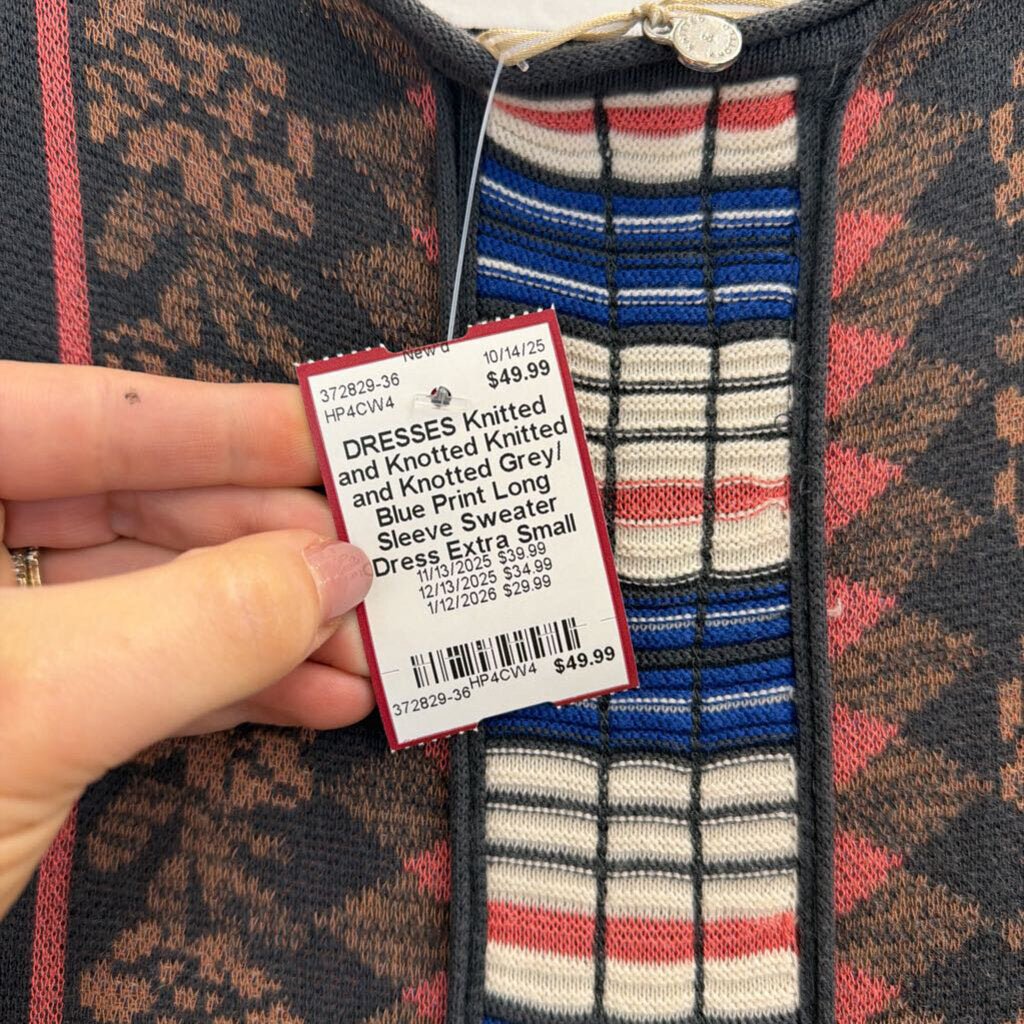 New d
372829-36 10/14/25
HP4CW4 $49.99
DRESSES Knitted
and Knotted Knitted
and Knotted Grey/
Blue Print Long
Sleeve Sweater
Dress Extra Small
11/13/2025 $39.99
12/13/2025 $34.99
1/12/2026 $29.99
372829-36 HP4CW4 $49.99